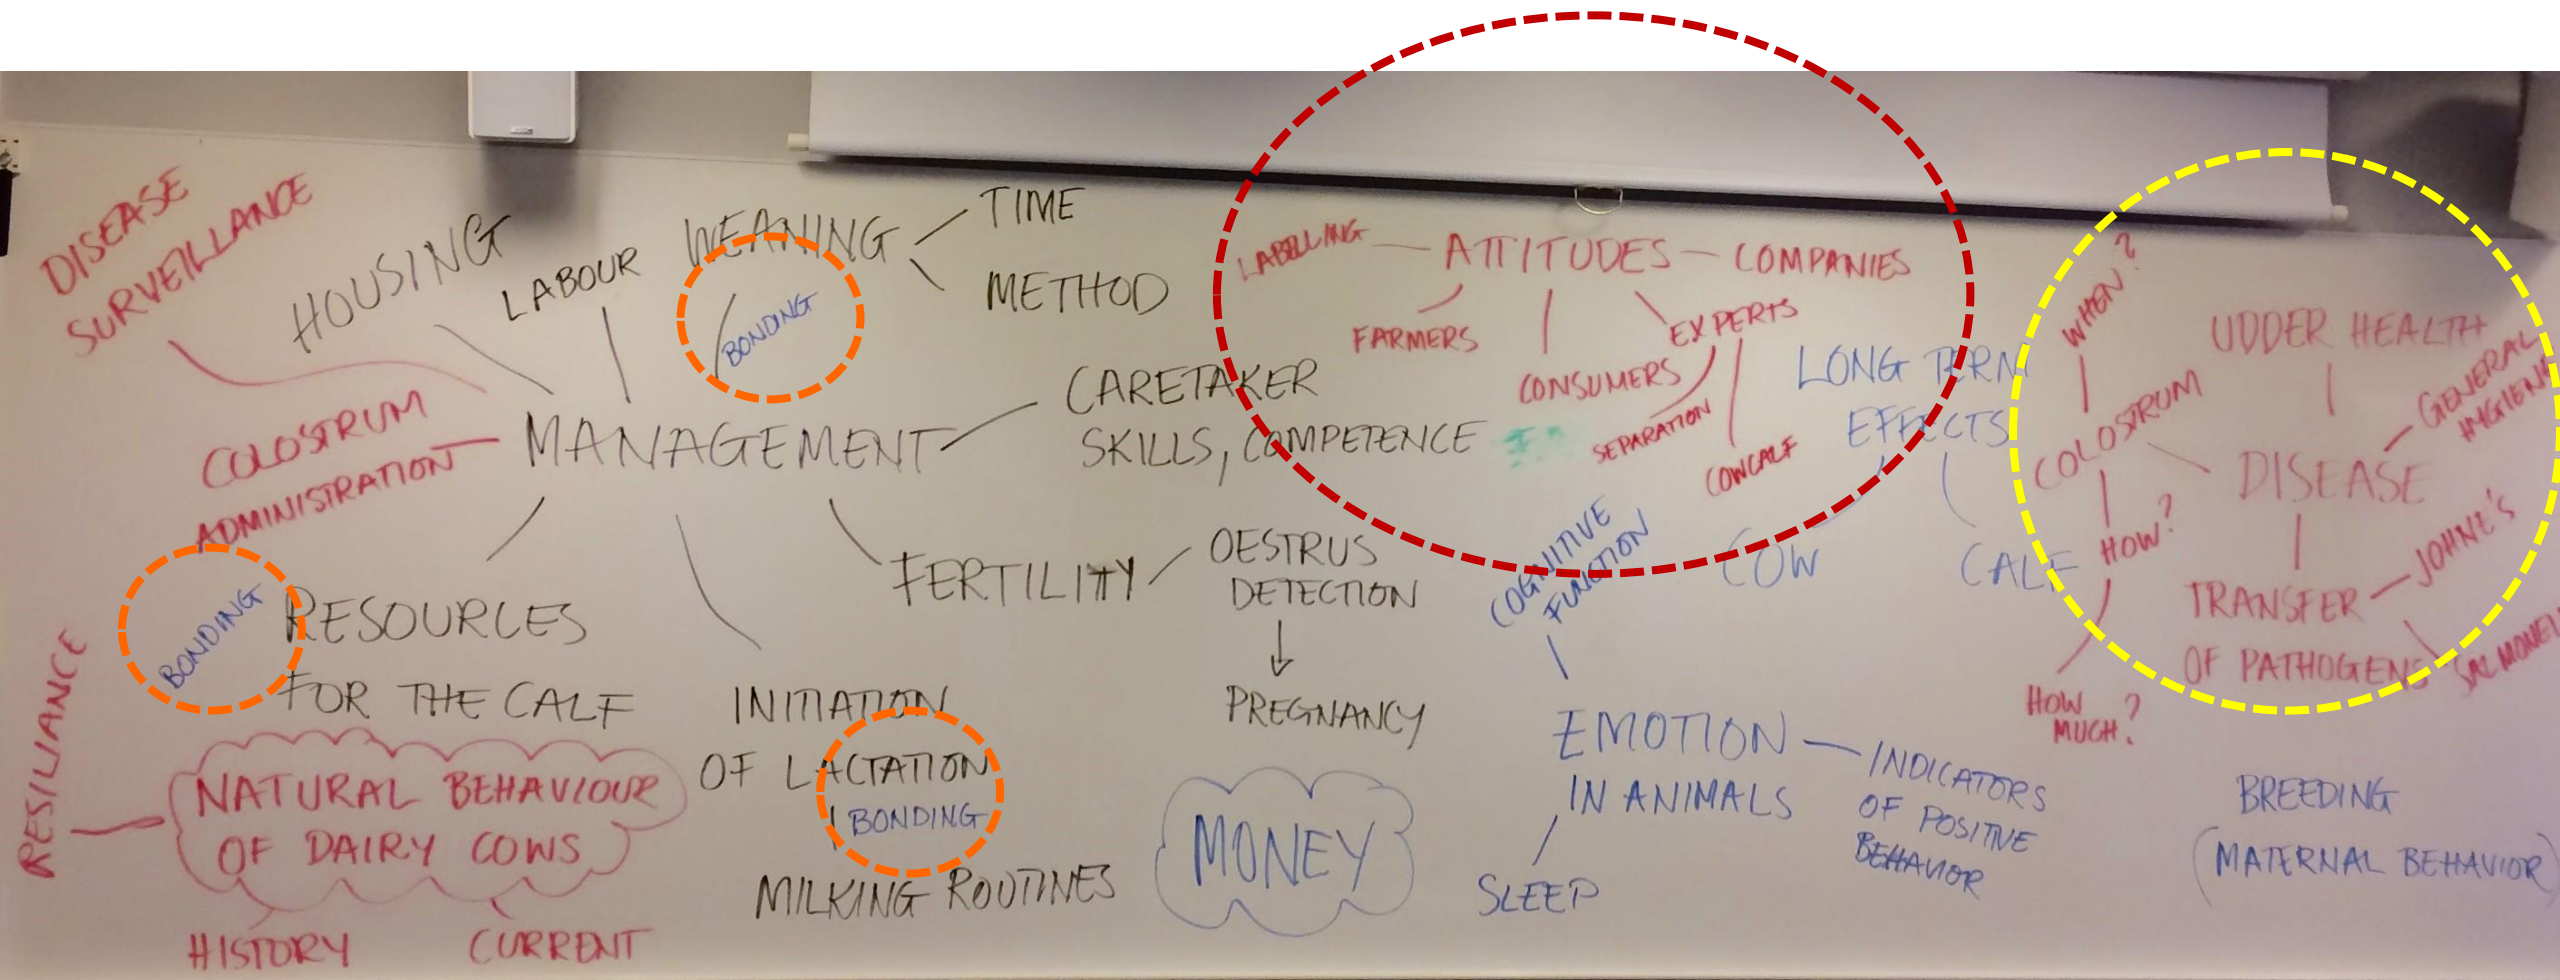 DISEASE
SURVEILLANCE
HOUSING
LABOUR
WEANING
TIME
METHOD
BONDING
COLOSTRUM
ADMINISTRATION
MANAGEMENT
CARETAKER
SKILLS, COMPETENCE
BONDING
RESOURCES
FOR THE CALF
FERTILITY
OESTRUS
DETECTION
PREGNANCY
INITIATION
OF LACTATION
BONDING
MILKING ROUTINES
RESILIANCE
NATURAL BEHAVIOUR
OF DAIRY COWS
HISTORY
CURRENT
MONEY
LABELLING
ATTITUDES
COMPANIES
FARMERS
CONSUMERS
EXPERTS
SEPARATION
COWCALF
LONG TERM
EFFECTS
COW
CALF
COGNITIVE
FUNCTION
EMOTION
IN ANIMALS
INDICATORS
OF POSITIVE
BEHAVIOR
SLEEP
WHEN?
COLOSTRUM
HOW?
HOW
MUCH?
UDDER HEALTH
GENERAL
HYGIENE
DISEASE
TRANSFER
OF PATHOGENS
JOHNE'S
SALMONELL
BREEDING
(MATERNAL BEHAVIOR)